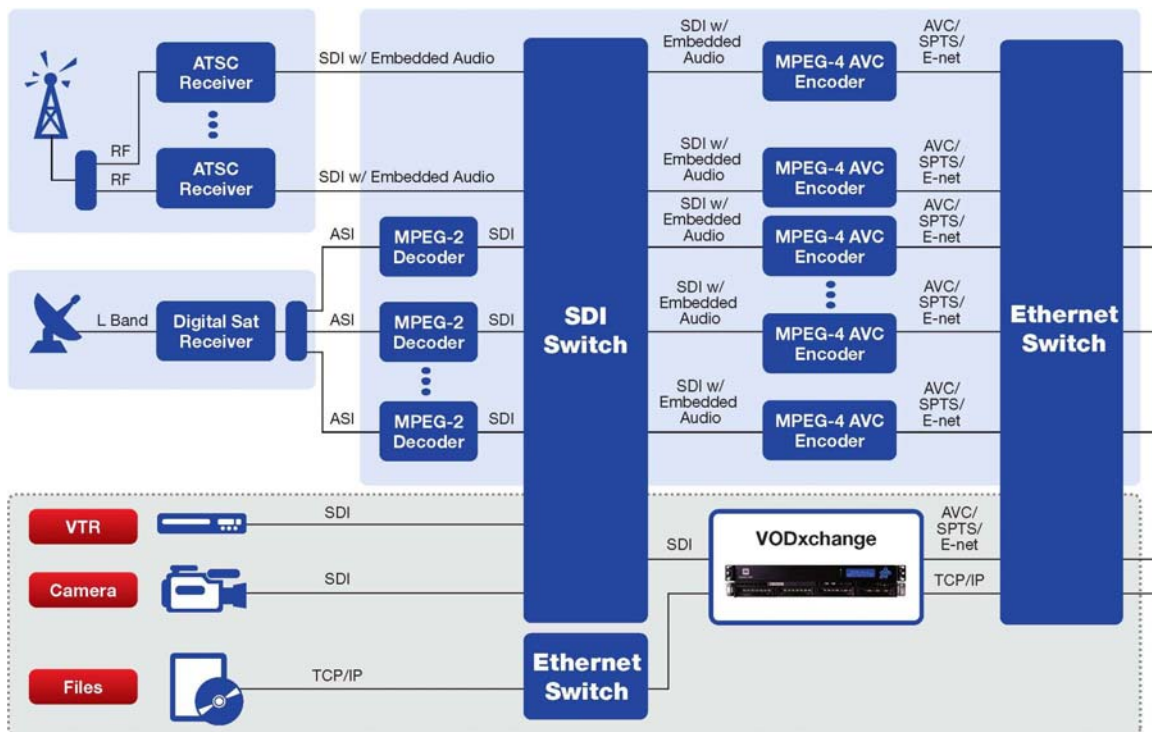 ATSC
Receiver
SDI w/ Embedded Audio
SDI w/
Embedded
Audio
MPEG-4 AVC
Encoder
AVC/
SPTS/
E-net
RF
RF
ATSC
Receiver
SDI w/ Embedded Audio
SDI w/
Embedded
Audio
MPEG-4 AVC
Encoder
AVC/
SPTS/
E-net
ASI
MPEG-2
Decoder
SDI
SDI w/
Embedded
Audio
MPEG-4 AVC
Encoder
AVC/
SPTS/
E-net
L Band
Digital Sat
Receiver
ASI
MPEG-2
Decoder
SDI
SDI
Switch
SDI w/
Embedded
Audio
MPEG-4 AVC
Encoder
AVC/
SPTS/
E-net
Ethernet
Switch
ASI
MPEG-2
Decoder
SDI
SDI w/
Embedded
Audio
MPEG-4 AVC
Encoder
AVC/
SPTS/
E-net
VTR
SDI
SDI
VODxchange
AVC/
SPTS/
E-net
Camera
SDI
TCP/IP
Files
TCP/IP
Ethernet
Switch